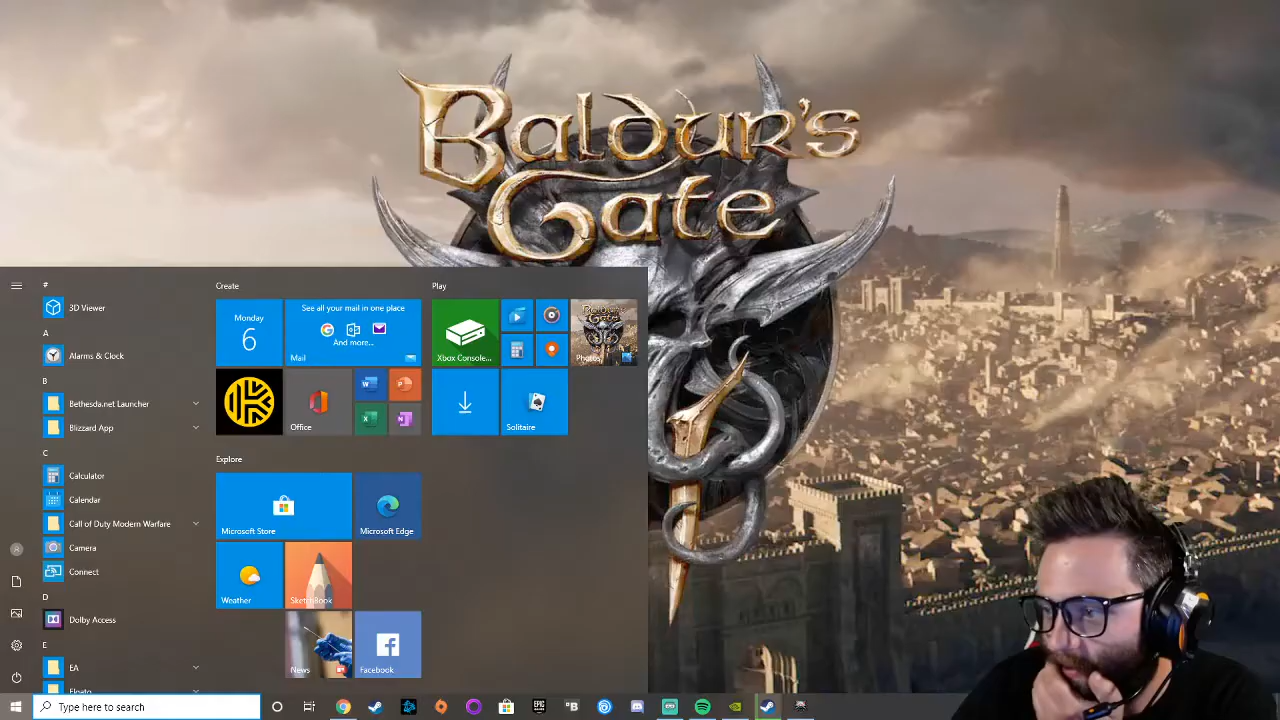 Baldur's
Gate
#
3D Viewer
A
Alarms & Clock
B
Bethesda.net Launcher
Blizzard App
C
Calculator
Calendar
Call of Duty Modern Warfare
Camera
Connect
D
Dolby Access
E
EA
Create
Monday
6
See all your mail in one place
And more...
Mail
Office
Explore
Microsoft Store
Microsoft Edge
Weather
SketchBook
News
Facebook
Play
Xbox Console...
Photos
Solitaire
Type here to search
EPIC
B